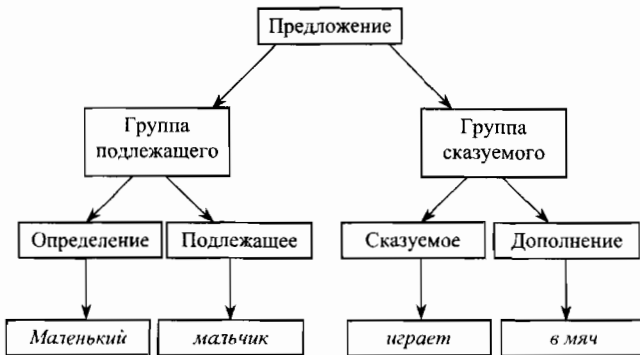 Предложение
Группа
подлежащего
Группа
сказуемого
Определение
Подлежащее
Сказуемое
Дополнение
Маленький
мальчик
играет
в мяч